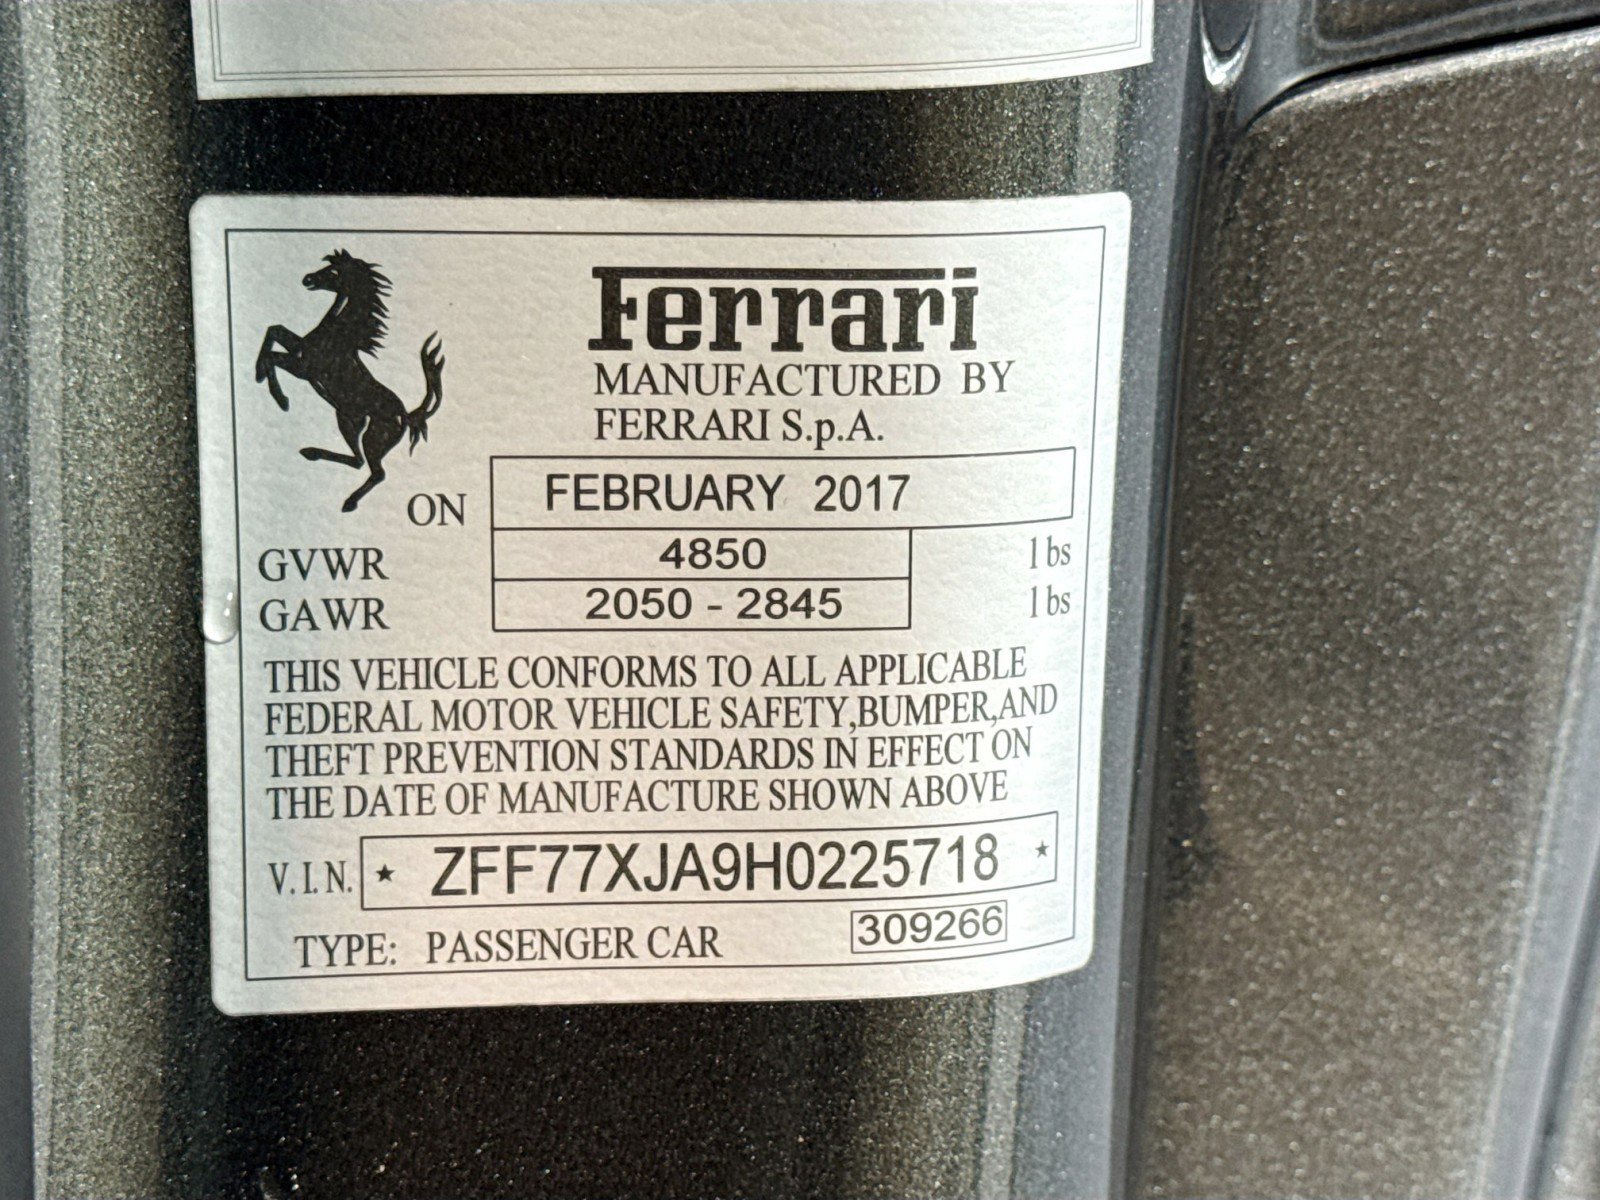 Ferrari
MANUFACTURED BY
FERRARI S.p.A.
ON FEBRUARY 2017
GVWR 4850 lbs
GAWR 2050 - 2845 lbs
THIS VEHICLE CONFORMS TO ALL APPLICABLE
FEDERAL MOTOR VEHICLE SAFETY,BUMPER,AND
THEFT PREVENTION STANDARDS IN EFFECT ON
THE DATE OF MANUFACTURE SHOWN ABOVE
V.I.N. ★ ZFF77XJA9H0225718 ★
TYPE: PASSENGER CAR 309266